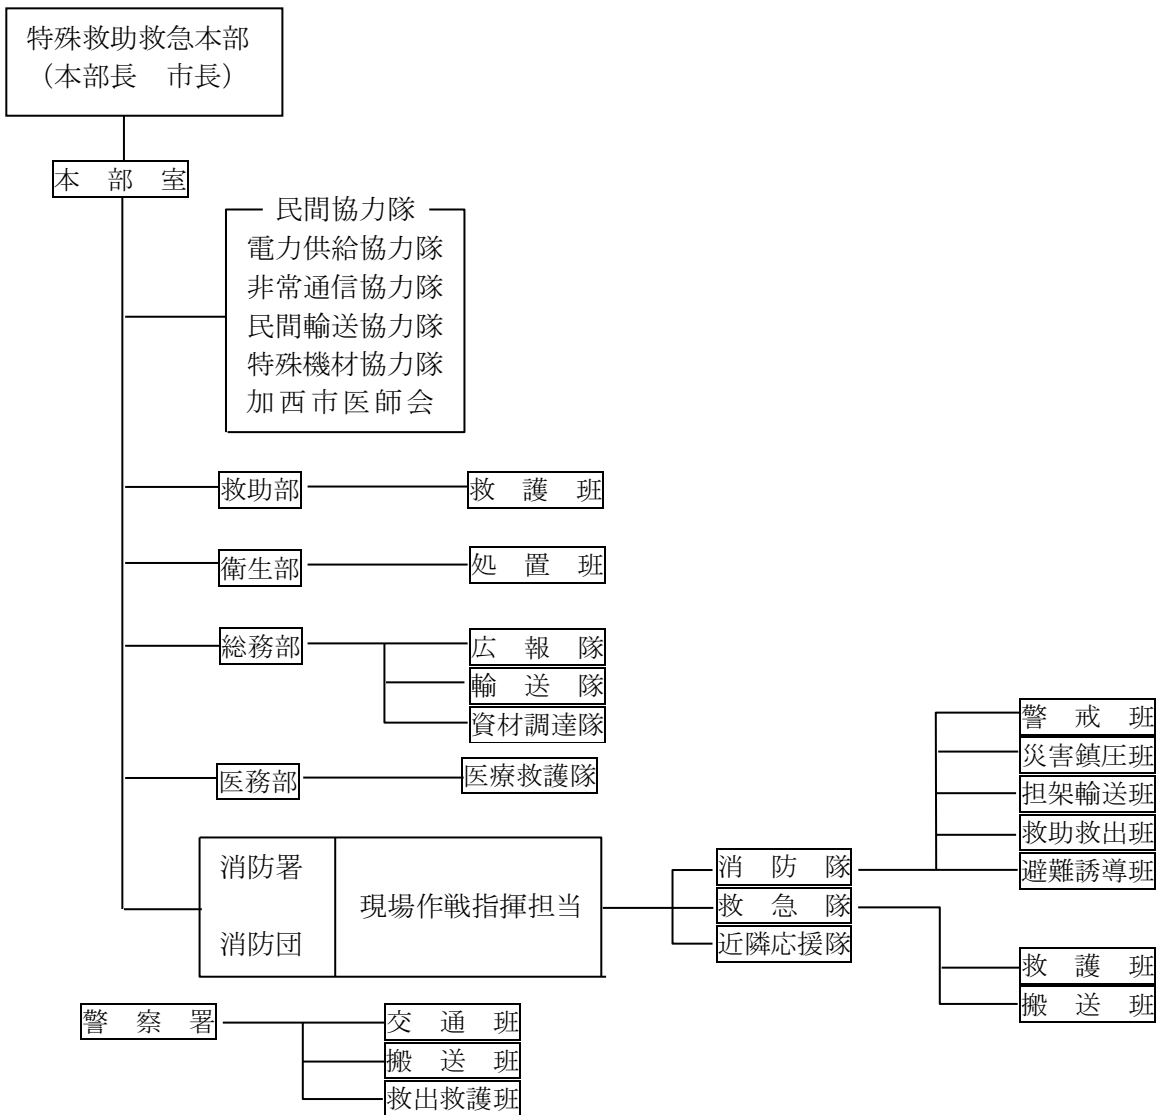 特殊救助救急本部
（本部長　市長）
本　部　室
民間協力隊
電力供給協力隊
非常通信協力隊
民間輸送協力隊
特殊機材協力隊
加西市医師会
救助部
救　護　班
衛生部
処　置　班
総務部
広　報　隊
輸　送　隊
資材調達隊
医務部
医療救護隊
消防署
消防団
現場作戦指揮担当
消　防　隊
救　急　隊
近隣応援隊
警　戒　班
災害鎮圧班
担架輸送班
救助救出班
避難誘導班
救　護　班
搬　送　班
警　察　署
交　通　班
搬　送　班
救出救護班